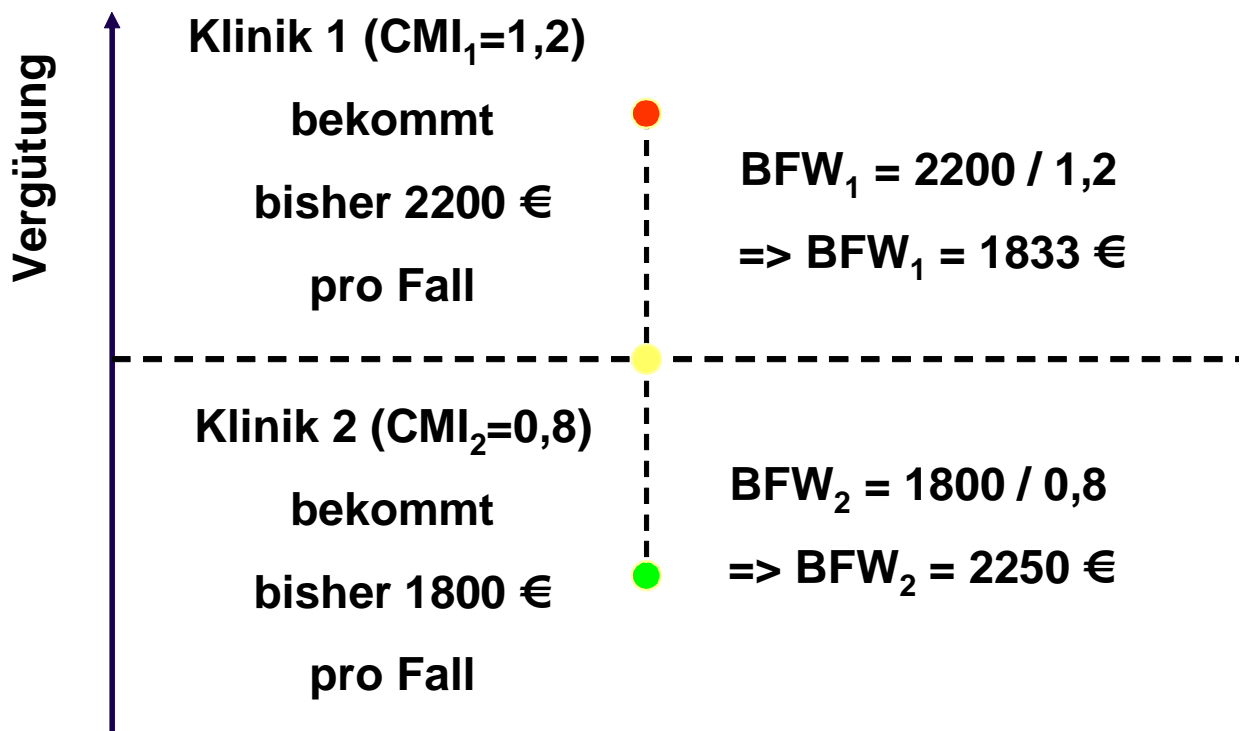 Vergütung
Klinik 1 (CMI₁=1,2)
bekommt
bisher 2200 €
pro Fall
BFW₁ = 2200 / 1,2
=> BFW₁ = 1833 €
Klinik 2 (CMI₂=0,8)
bekommt
bisher 1800 €
pro Fall
BFW₂ = 1800 / 0,8
=> BFW₂ = 2250 €